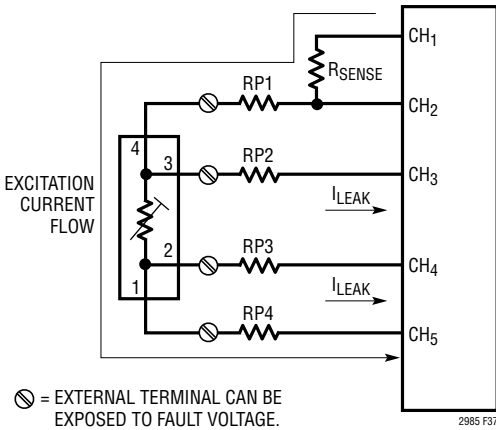 CH1
RSENSE
RP1
CH2
4
3
RP2
CH3
EXCITATION
CURRENT
FLOW
ILEAK
RP3
2
CH4
1
ILEAK
RP4
CH5
= EXTERNAL TERMINAL CAN BE
EXPOSED TO FAULT VOLTAGE.
2985 F37